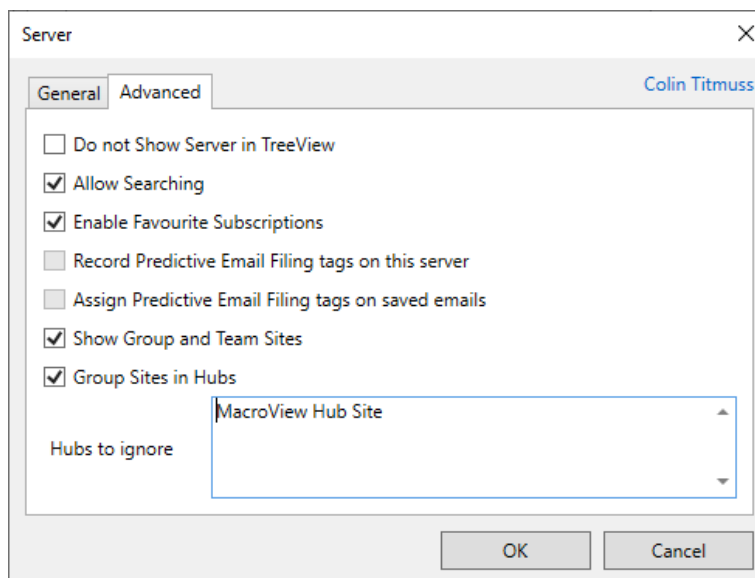 Server
General
Advanced
Colin Titmuss
Do not Show Server in TreeView
Allow Searching
Enable Favourite Subscriptions
Record Predictive Email Filing tags on this server
Assign Predictive Email Filing tags on saved emails
Show Group and Team Sites
Group Sites in Hubs
Hubs to ignore
MacroView Hub Site
OK
Cancel